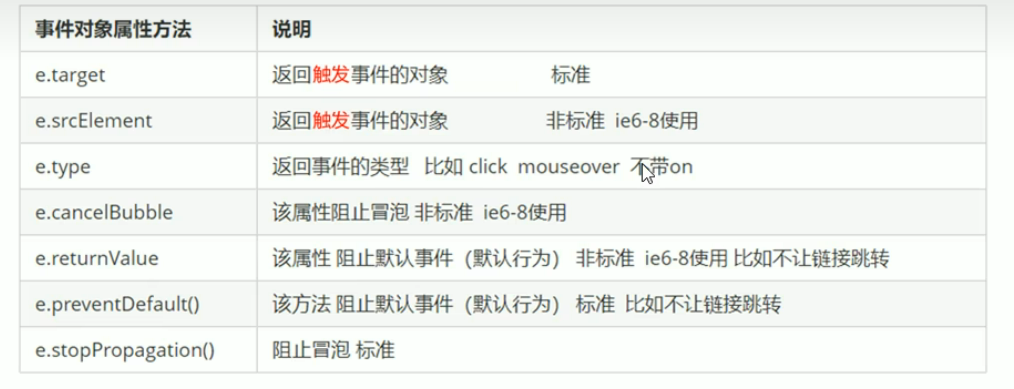 事件对象属性方法 说明
e.target 返回触发事件的对象 标准
e.srcElement 返回触发事件的对象 非标准 ie6-8使用
e.type 返回事件的类型 比如 click mouseover 不带on
e.cancelBubble 该属性阻止冒泡 非标准 ie6-8使用
e.returnValue 该属性 阻止默认事件（默认行为） 非标准 ie6-8使用 比如不让链接跳转
e.preventDefault() 该方法 阻止默认事件（默认行为） 标准 比如不让链接跳转
e.stopPropagation() 阻止冒泡 标准